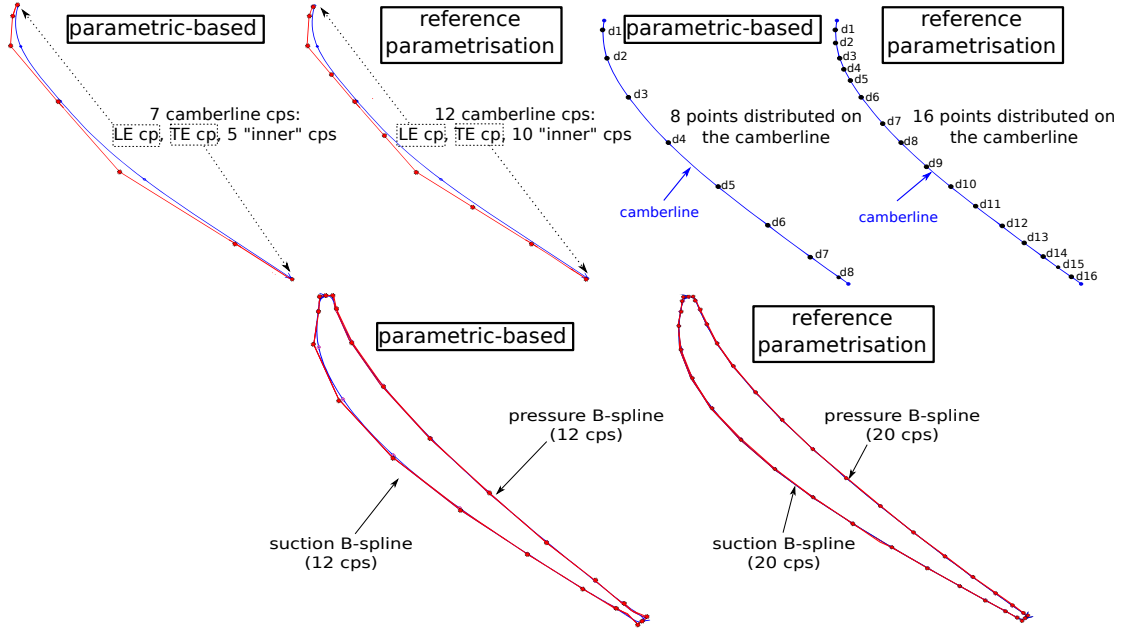 parametric-based
7 camberline cps:
LE cp, TE cp, 5 "inner" cps
reference
parametrisation
12 camberline cps:
LE cp, TE cp, 10 "inner" cps
parametric-based
d1
d2
d3
d4
d5
d6
d7
d8
8 points distributed on
the camberline
camberline
reference
parametrisation
d1
d2
d3
d4
d5
d6
d7
d8
d9
d10
d11
d12
d13
d14
d15
d16
16 points distributed on
the camberline
camberline
parametric-based
pressure B-spline
(12 cps)
suction B-spline
(12 cps)
reference
parametrisation
pressure B-spline
(20 cps)
suction B-spline
(20 cps)